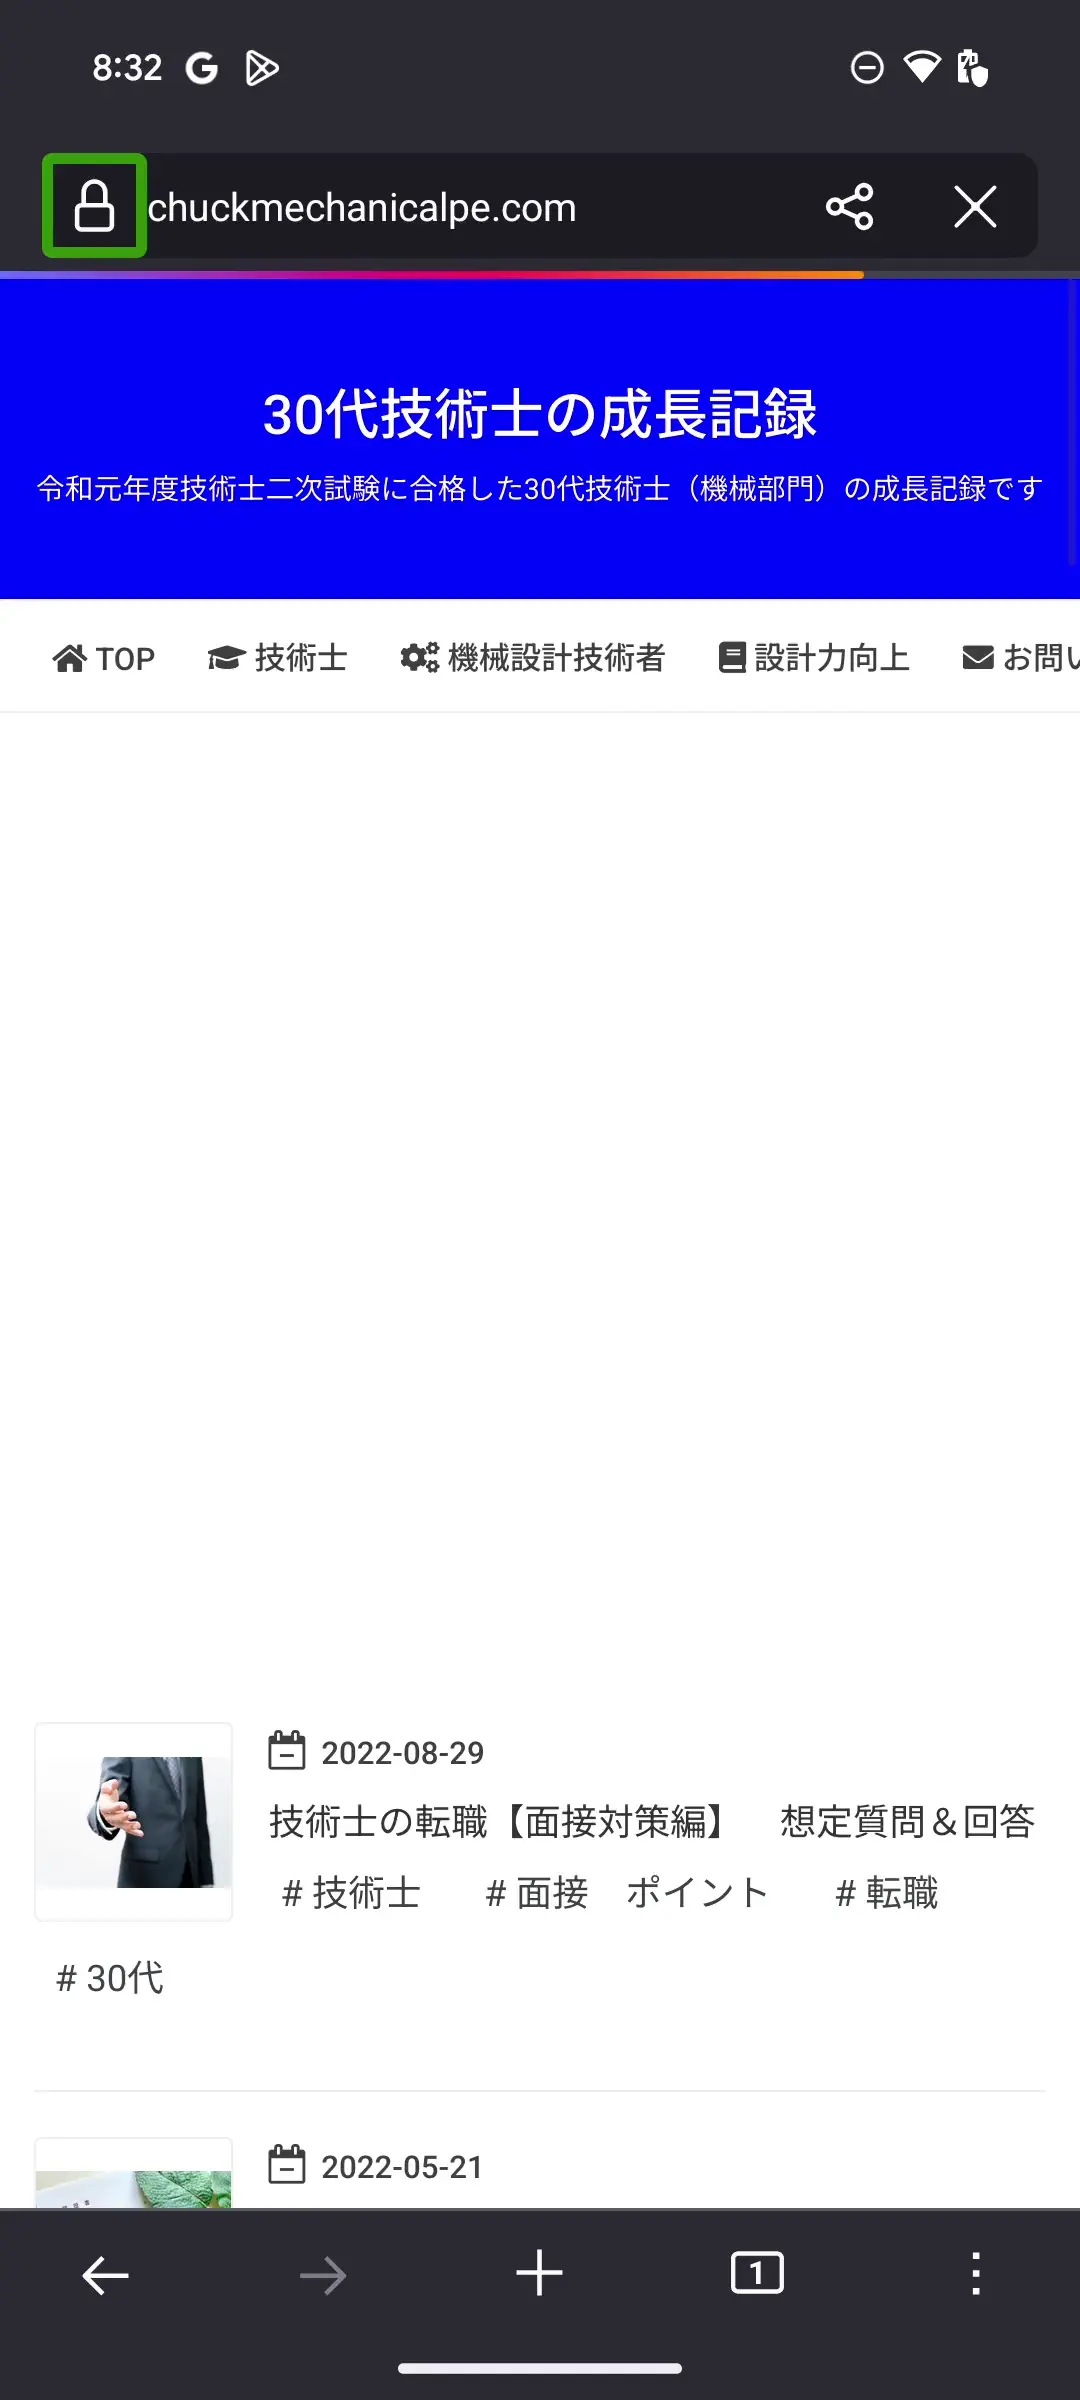 8:32
chuckmechanicalpe.com
30代技術士の成長記録
令和元年度技術士二次試験に合格した30代技術士（機械部門）の成長記録です
TOP 技術士 機械設計技術者 設計力向上 お問い
2022-08-29
技術士の転職【面接対策編】　想定質問＆回答
# 技術士 # 面接　ポイント # 転職
# 30代
2022-05-21
1